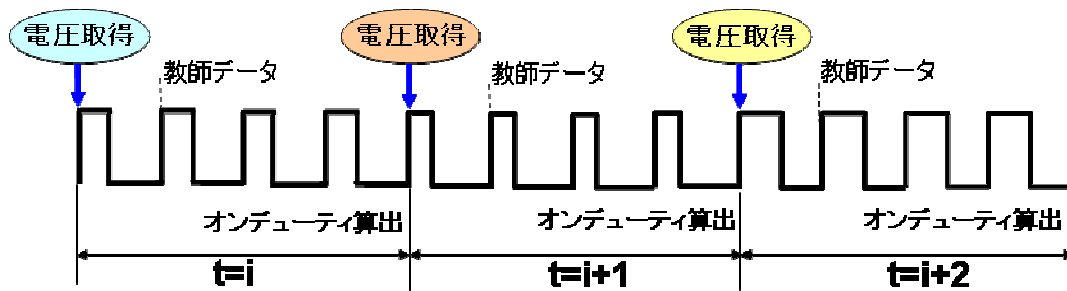 電圧取得
電圧取得
電圧取得
教師データ
教師データ
教師データ
オンデューティ算出
オンデューティ算出
オンデューティ算出
t=i
t=i+1
t=i+2